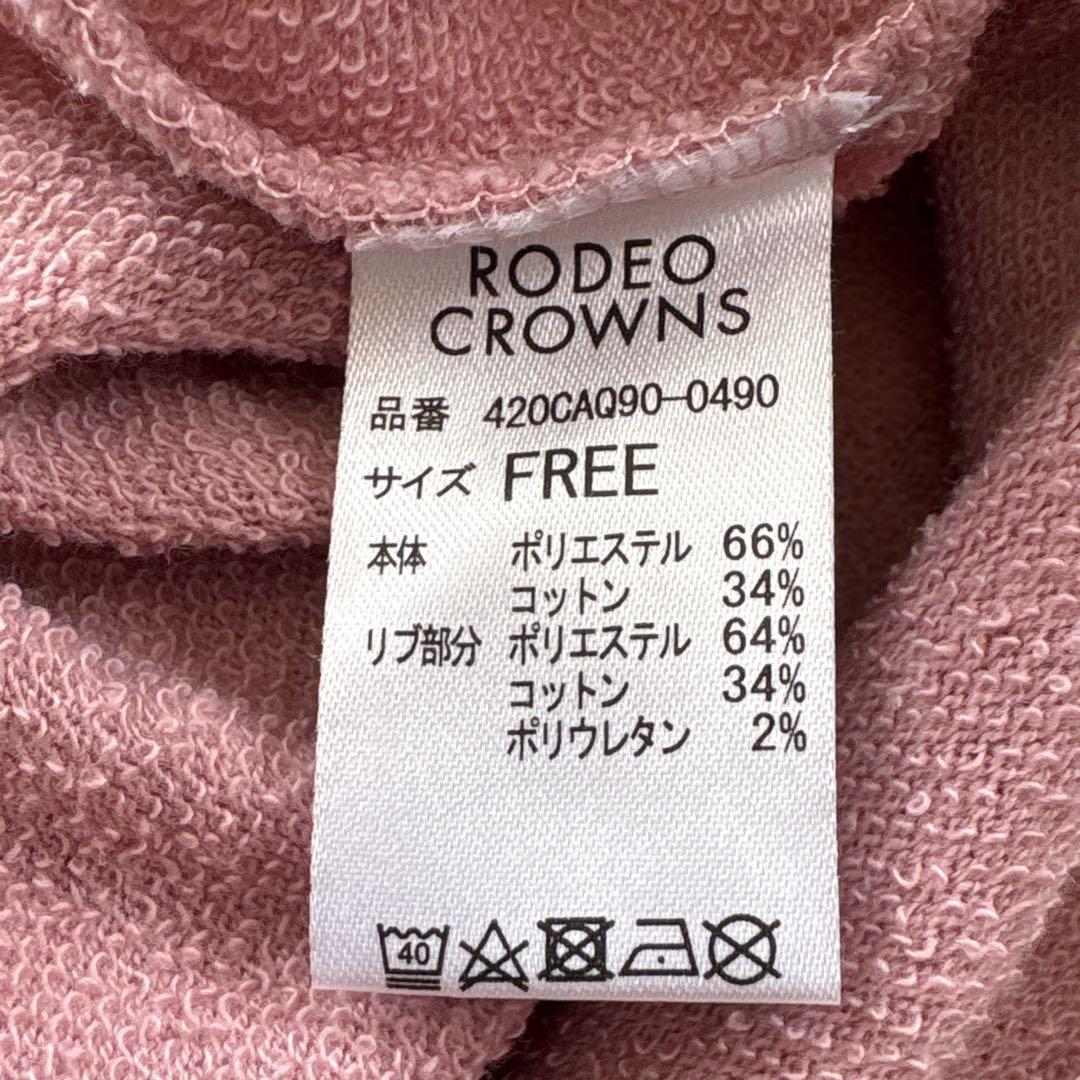 RODEO
CROWNS
品番 420CAQ90-0490
サイズ FREE
本体 ポリエステル 66%
コットン 34%
リブ部分 ポリエステル 64%
コットン 34%
ポリウレタン 2%
40